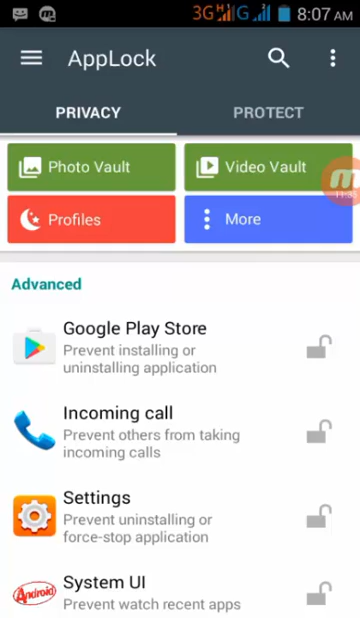 3G H G 8:07 AM
AppLock
PRIVACY PROTECT
Photo Vault Video Vault
11:35
Profiles More
Advanced
Google Play Store
Prevent installing or
uninstalling application
Incoming call
Prevent others from taking
incoming calls
Settings
Prevent uninstalling or
force-stop application
System UI
Android
Prevent watch recent apps